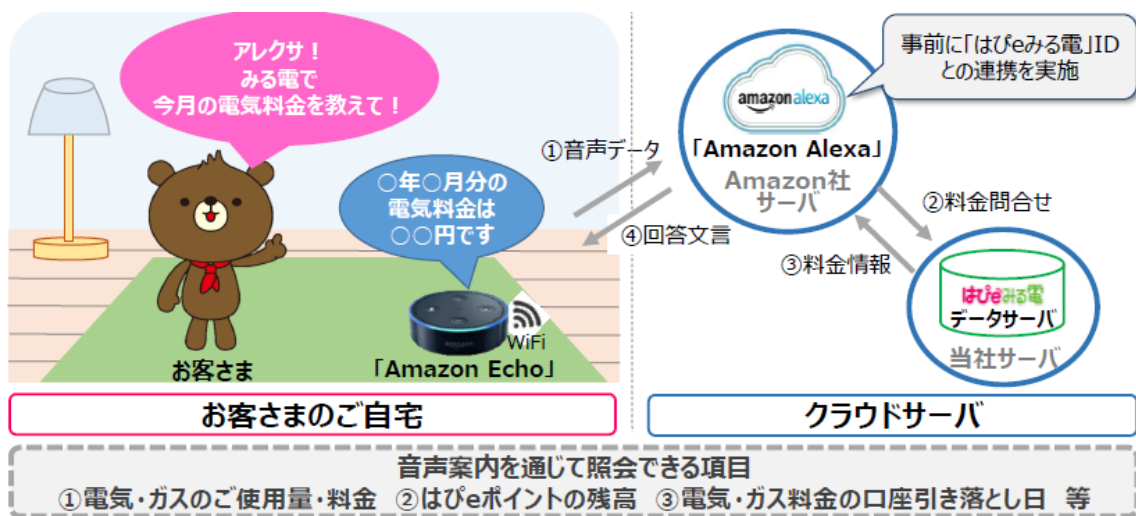 アレクサ！
みる電で
今月の電気料金を教えて！
○年○月分の
電気料金は
○○円です
お客さま
amazon
WiFi
「Amazon Echo」
①音声データ
④回答文言
amazonalexa
「Amazon Alexa」
Amazon社
サーバ
事前に「はぴeみる電」ID
との連携を実施
②料金問合せ
③料金情報
はぴeみる電
データサーバ
当社サーバ
お客さまのご自宅
クラウドサーバ
音声案内を通じて照会できる項目
①電気・ガスのご使用量・料金 ②はぴeポイントの残高 ③電気・ガス料金の口座引き落とし日 等